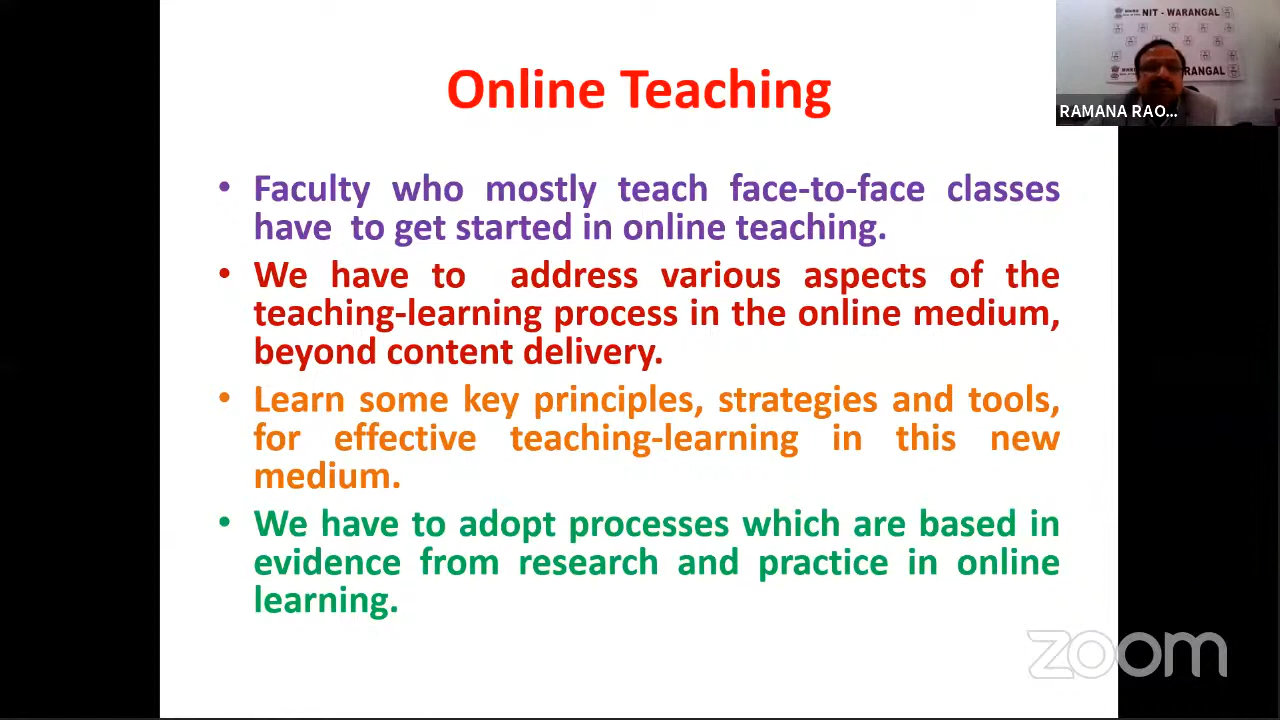 Online Teaching
NIT - WARANGAL
RANGAL
RAMANA RAO...
• Faculty who mostly teach face-to-face classes
have to get started in online teaching.
• We have to address various aspects of the
teaching-learning process in the online medium,
beyond content delivery.
• Learn some key principles, strategies and tools,
for effective teaching-learning in this new
medium.
• We have to adopt processes which are based in
evidence from research and practice in online
learning.
zoom